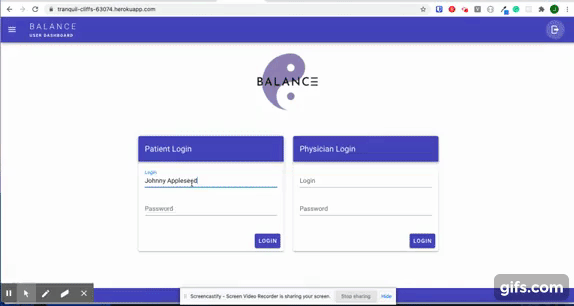 tranquil-cliffs-63074.herokuapp.com
BALANCE
USER DASHBOARD
BALANCE
Patient Login
Physician Login
Login
Johnny Appleseed
Login
Password
Password
LOGIN
LOGIN
Screencastify - Screen Video Recorder is sharing your screen.
Stop sharing
Hide
gifs.com